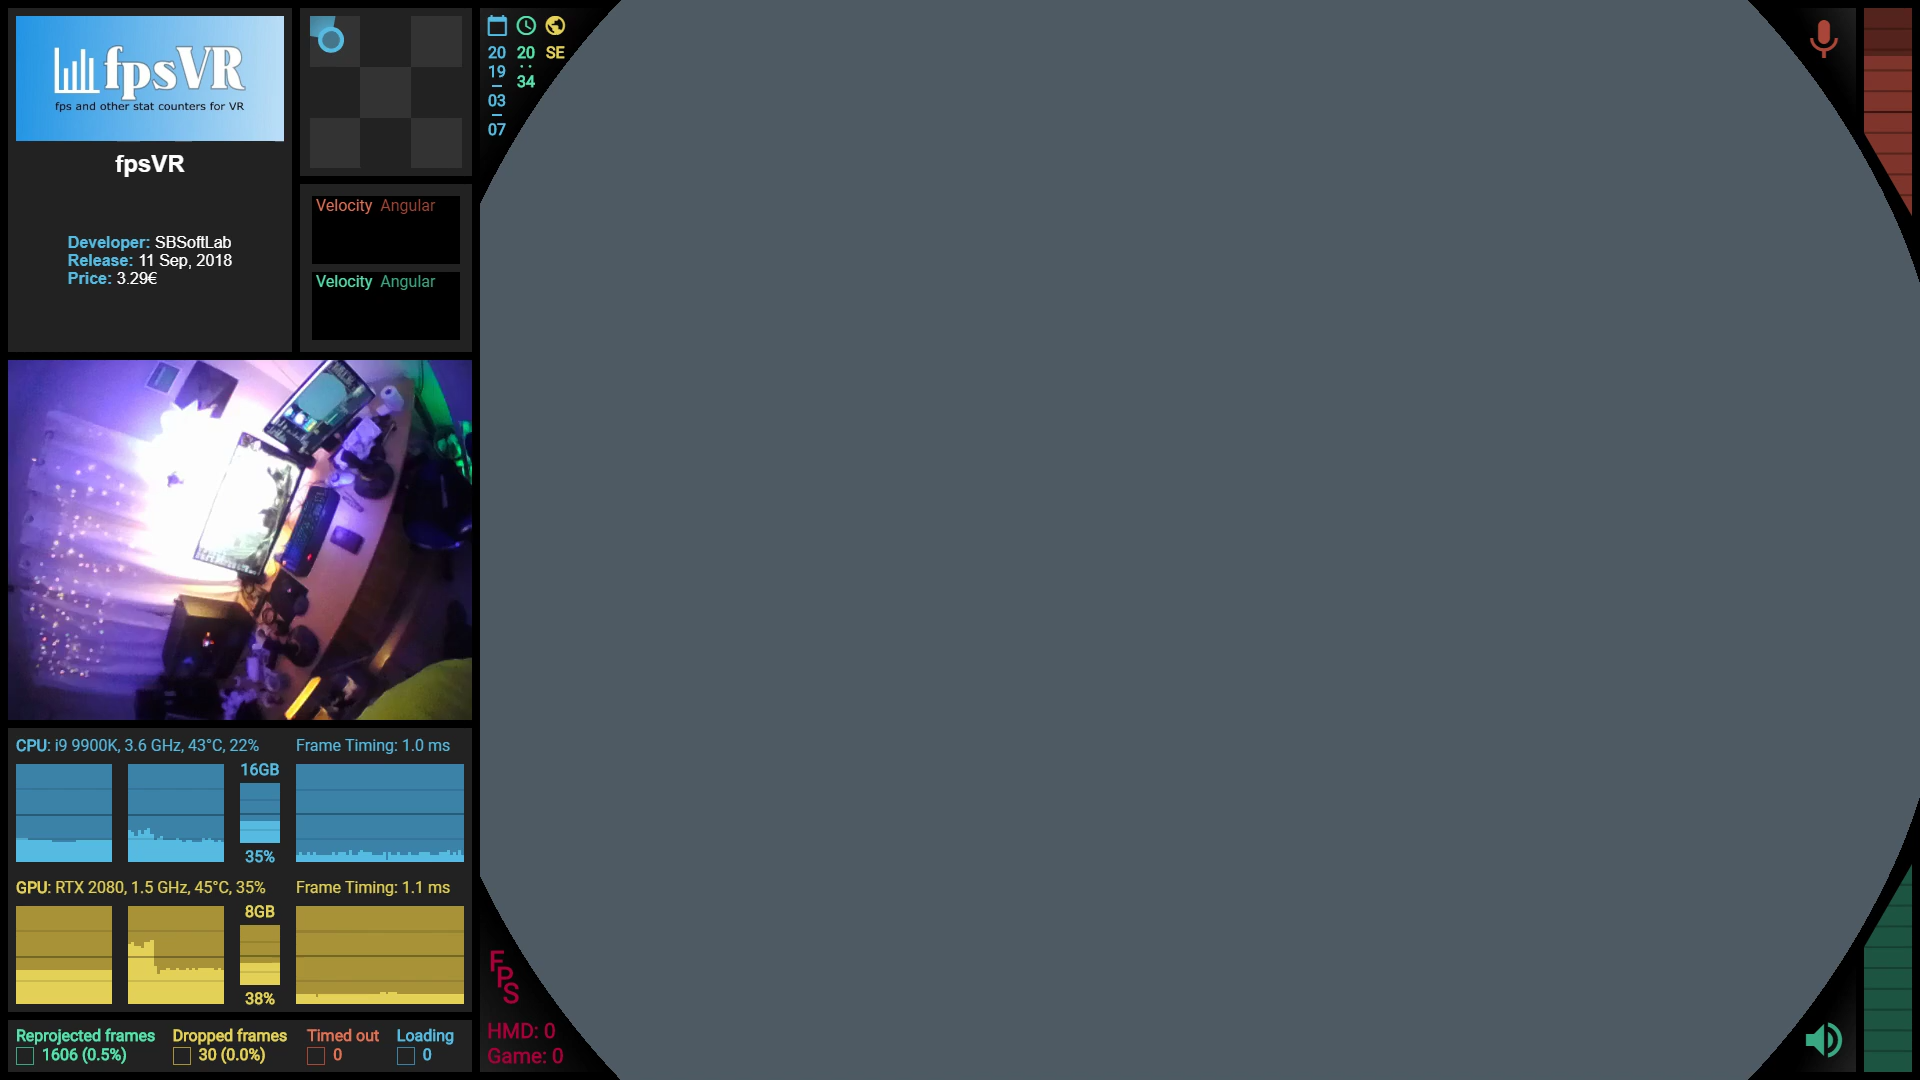 fpsVR
fps and other stat counters for VR
fpsVR
Developer: SBSoftLab
Release: 11 Sep, 2018
Price: 3.29€
Velocity Angular
Velocity Angular
20
19
–
03
–
07
20
:
34
SE
CPU: i9 9900K, 3.6 GHz, 43°C, 22%
Frame Timing: 1.0 ms
16GB
35%
GPU: RTX 2080, 1.5 GHz, 45°C, 35%
Frame Timing: 1.1 ms
8GB
38%
Reprojected frames
1606 (0.5%)
Dropped frames
30 (0.0%)
Timed out
0
Loading
0
FPS
HMD: 0
Game: 0